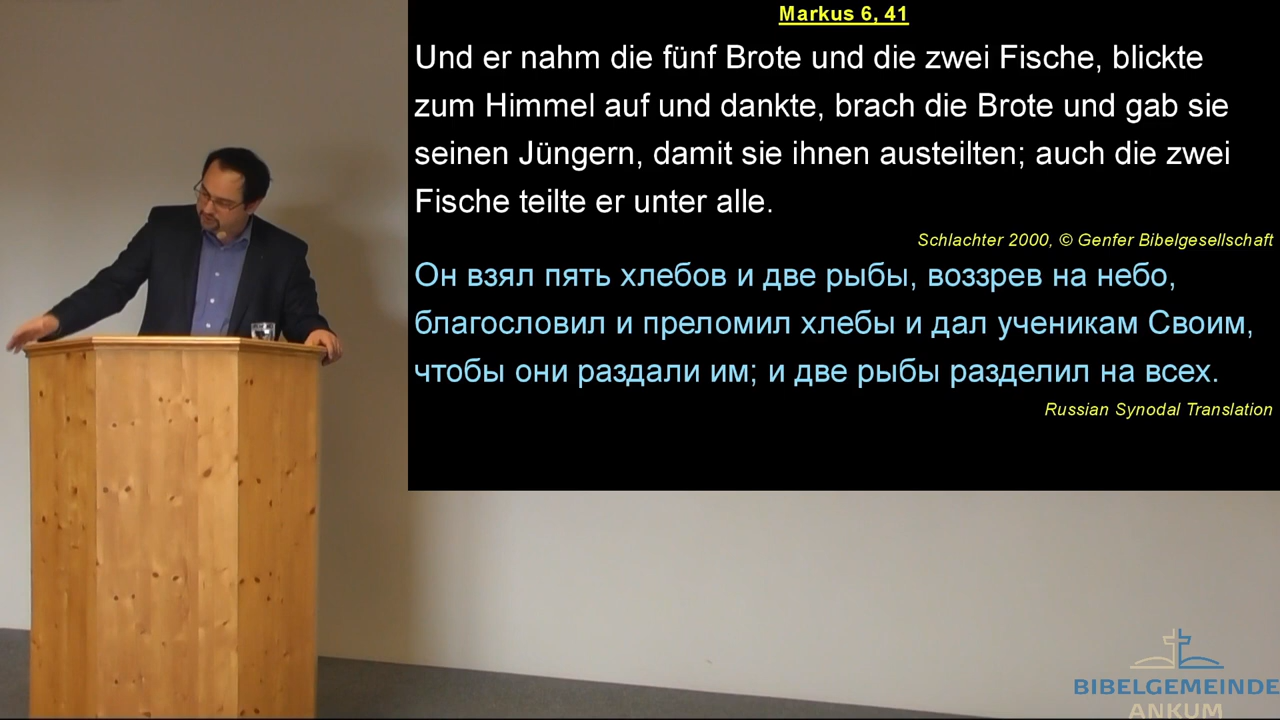 Markus 6, 41
Und er nahm die fünf Brote und die zwei Fische, blickte
zum Himmel auf und dankte, brach die Brote und gab sie
seinen Jüngern, damit sie ihnen austeilten; auch die zwei
Fische teilte er unter alle.
Schlachter 2000, © Genfer Bibelgesellschaft
Он взял пять хлебов и две рыбы, воззрев на небо,
благословил и преломил хлебы и дал ученикам Своим,
чтобы они раздали им; и две рыбы разделил на всех.
Russian Synodal Translation
BIBELGEMEINDE
ANKUM